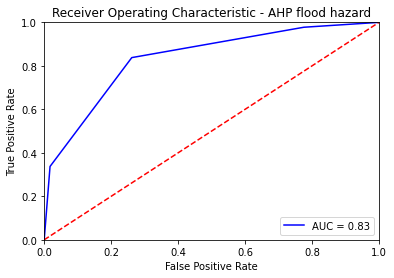 Receiver Operating Characteristic - AHP flood hazard
1.0
0.8
0.6
0.4
0.2
0.0
True Positive Rate
AUC = 0.83
0.0 0.2 0.4 0.6 0.8 1.0
False Positive Rate